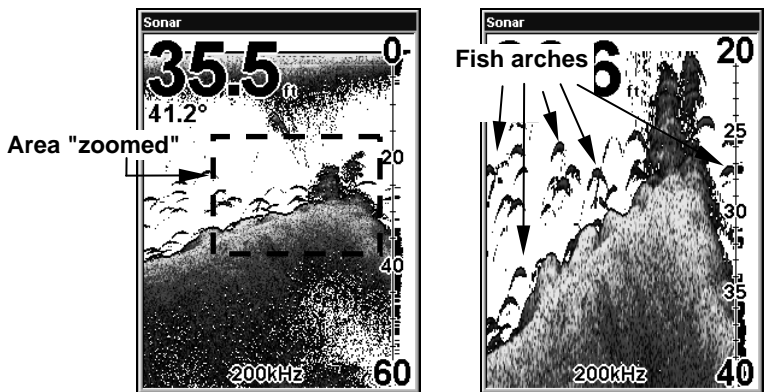 Sonar
35.5 ft
0
41.2°
Area "zoomed"
20
40
200kHz
60
Sonar
20
Fish arches
6 ft
25
30
35
200kHz
40